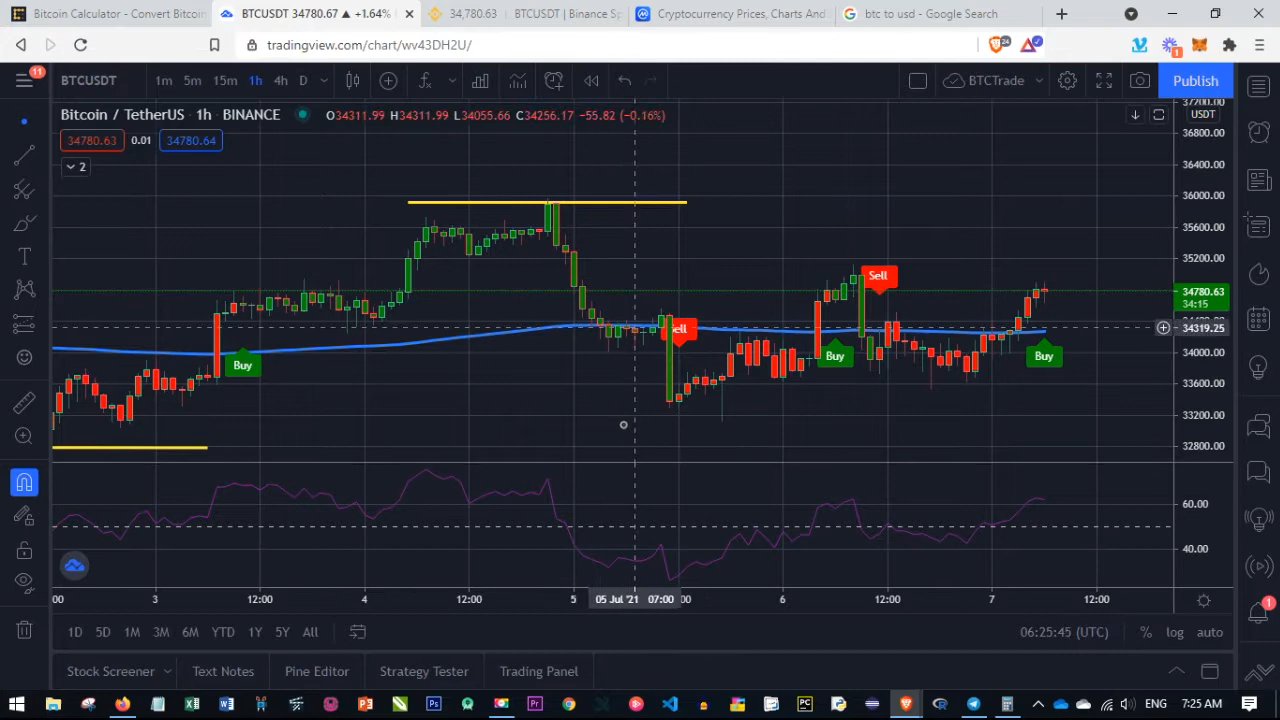 Bitcoin Calculator - Convert Bitcoin
BTCUSDT 34780.67 ▲ +1.64%
34,780.63 | BTCUSDT | Binance Sp
Cryptocurrency Prices, Charts And
btc to usd - Google Search
tradingview.com/chart/wv43DH2U/
24
1
11
BTCUSDT 1m 5m 15m 1h 4h D
BTCTrade
Publish
Bitcoin / TetherUS · 1h · BINANCE
O34311.99 H34311.99 L34055.66 C34256.17 −55.82 (−0.16%)
34780.63 0.01 34780.64
2
37200.00
USDT
36800.00
36400.00
36000.00
35600.00
35200.00
34780.63
34:15
34319.25
34000.00
33600.00
33200.00
32800.00
60.00
40.00
Buy
Sell
Buy
Sell
Buy
:00 3 12:00 4 12:00 5 05 Jul '21 07:00 6 12:00 7 12:00
1D 5D 1M 3M 6M YTD 1Y 5Y All
06:25:45 (UTC) % log auto
1
Stock Screener Text Notes Pine Editor Strategy Tester Trading Panel
ENG 7:25 AM